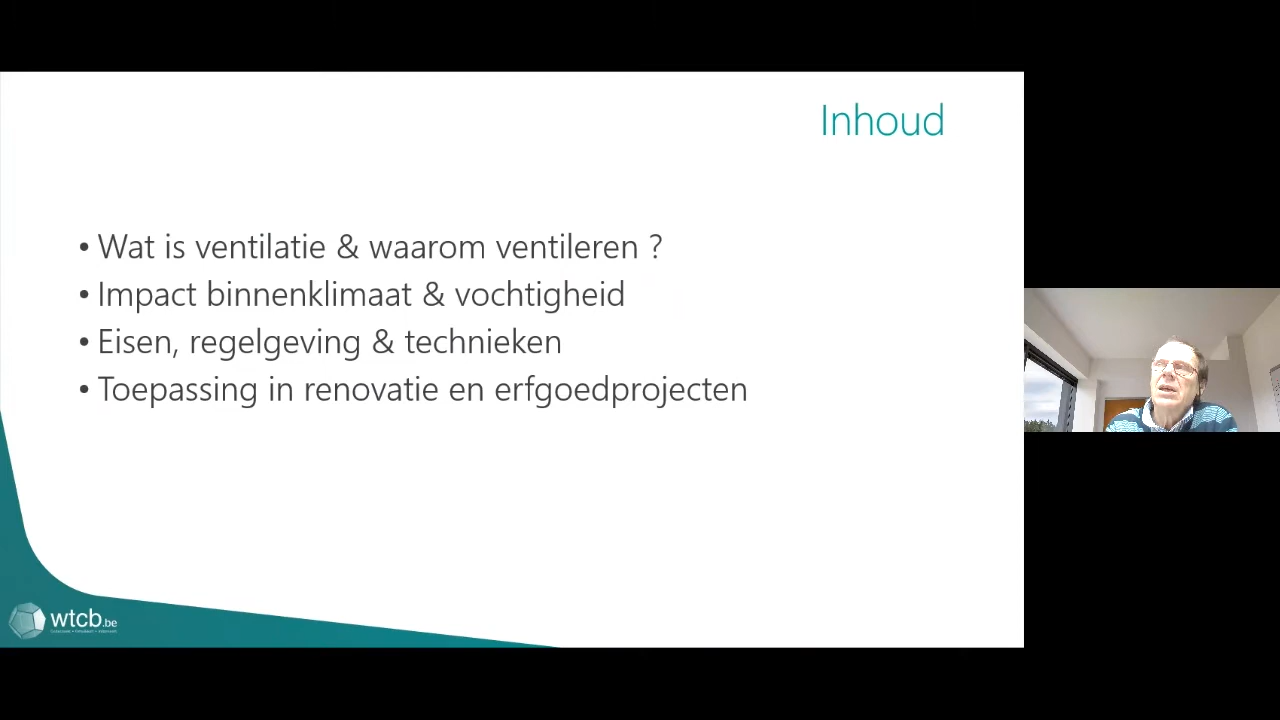 Inhoud
• Wat is ventilatie & waarom ventileren ?
• Impact binnenklimaat & vochtigheid
• Eisen, regelgeving & technieken
• Toepassing in renovatie en erfgoedprojecten
wtcb.be